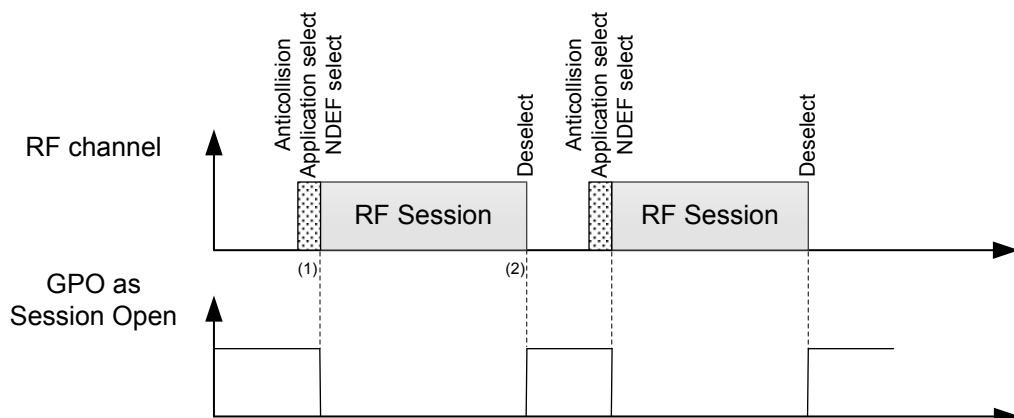 Anticollision
Application select
NDEF select
Deselect
Anticollision
Application select
NDEF select
Deselect
RF channel
RF Session
RF Session
(1)
(2)
GPO as
Session Open